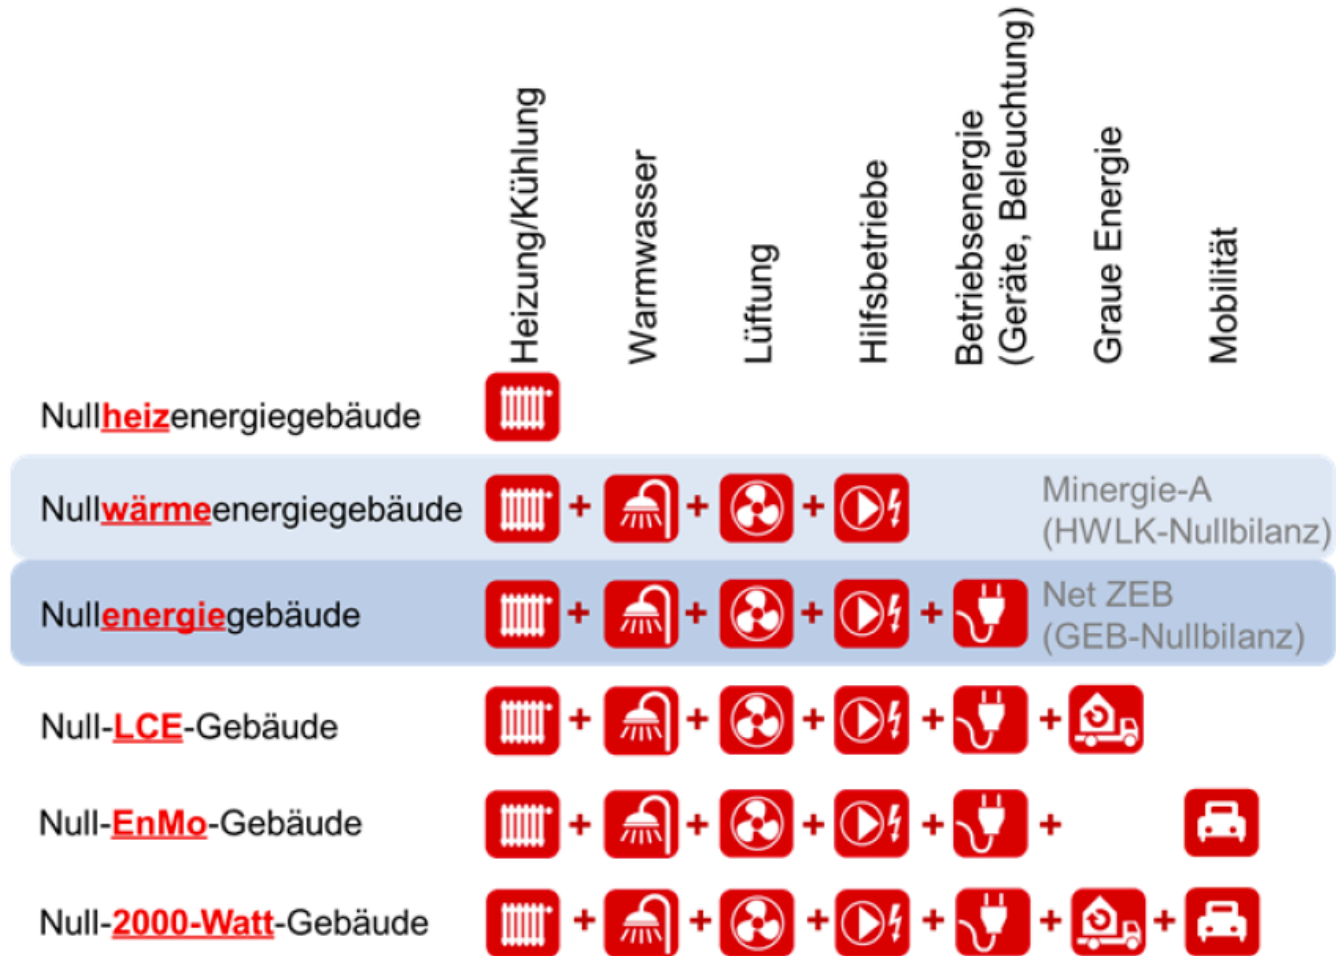 Heizung/Kühlung
Warmwasser
Lüftung
Hilfsbetriebe
Betriebsenergie
(Geräte, Beleuchtung)
Graue Energie
Mobilität
Nullheizenergiegebäude
Nullwärmeenergiegebäude
Minergie-A
(HWLK-Nullbilanz)
Nullenergiegebäude
Net ZEB
(GEB-Nullbilanz)
Null-LCE-Gebäude
Null-EnMo-Gebäude
Null-2000-Watt-Gebäude